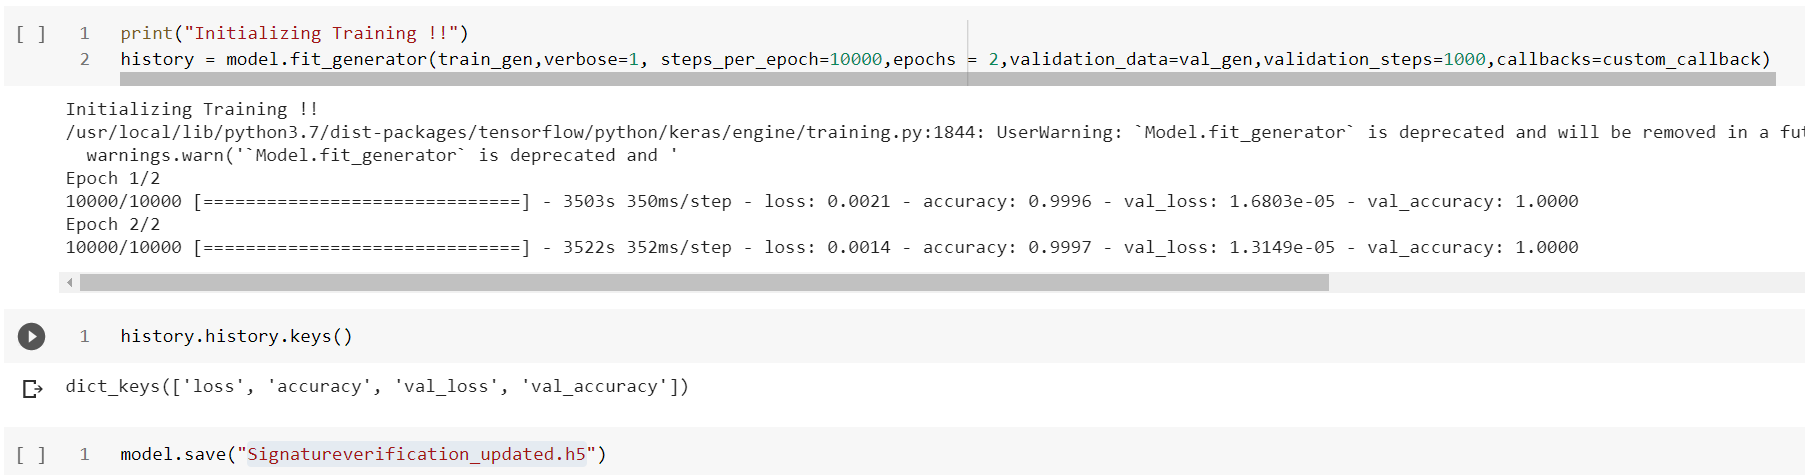 [ ] 1 print("Initializing Training !!")
2 history = model.fit_generator(train_gen,verbose=1, steps_per_epoch=10000,epochs = 2,validation_data=val_gen,validation_steps=1000,callbacks=custom_callback)
Initializing Training !!
/usr/local/lib/python3.7/dist-packages/tensorflow/python/keras/engine/training.py:1844: UserWarning: `Model.fit_generator` is deprecated and will be removed in a fut
  warnings.warn('`Model.fit_generator` is deprecated and '
Epoch 1/2
10000/10000 [==============================] - 3503s 350ms/step - loss: 0.0021 - accuracy: 0.9996 - val_loss: 1.6803e-05 - val_accuracy: 1.0000
Epoch 2/2
10000/10000 [==============================] - 3522s 352ms/step - loss: 0.0014 - accuracy: 0.9997 - val_loss: 1.3149e-05 - val_accuracy: 1.0000
1 history.history.keys()
dict_keys(['loss', 'accuracy', 'val_loss', 'val_accuracy'])
[ ] 1 model.save("Signatureverification_updated.h5")